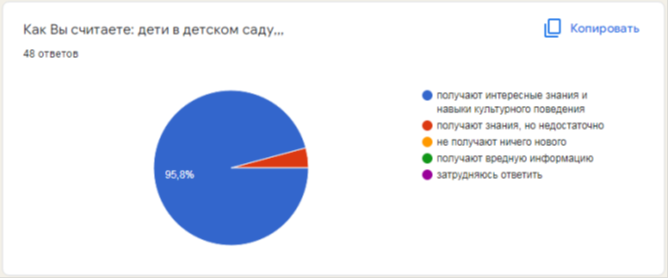 Как Вы считаете: дети в детском саду,,,
Копировать
48 ответов
получают интересные знания и
навыки культурного поведения
получают знания, но недостаточно
не получают ничего нового
получают вредную информацию
затрудняюсь ответить
95,8%